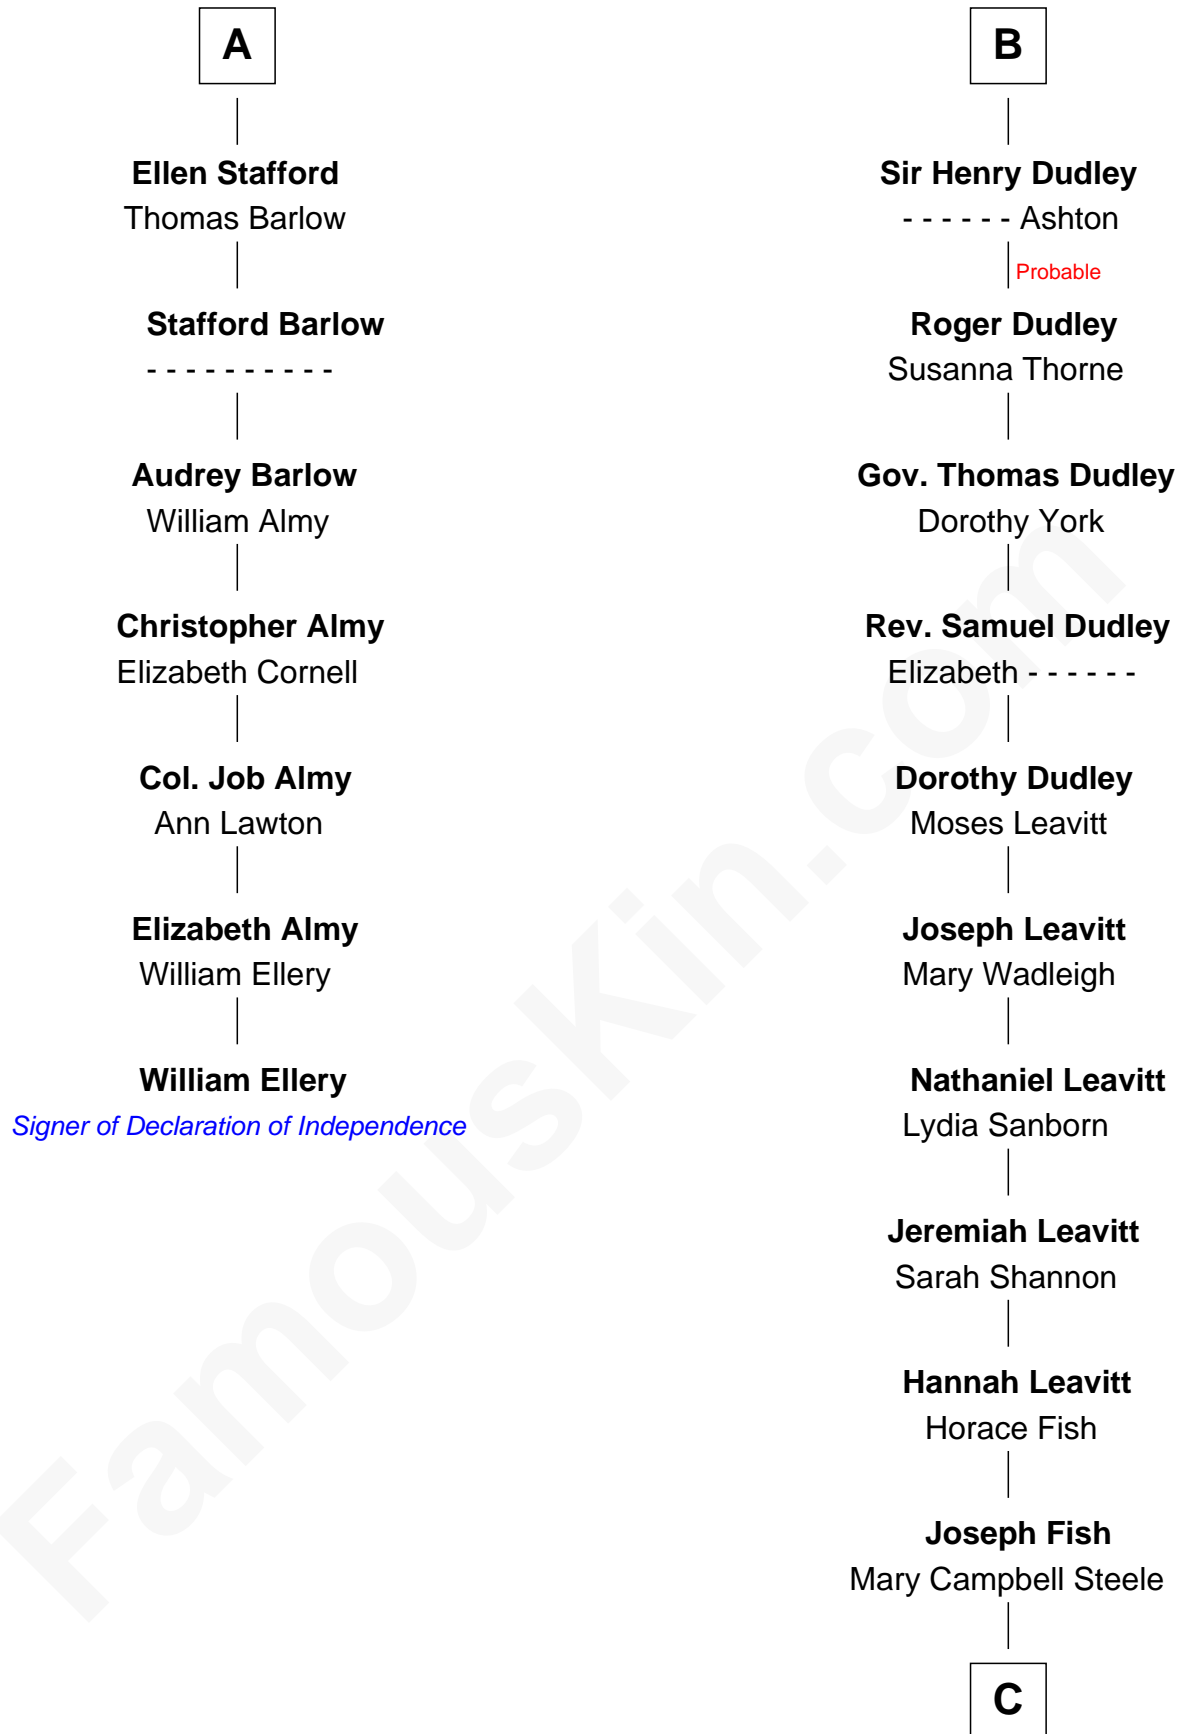 A
Ellen Stafford
Thomas Barlow
Stafford Barlow
- - - - - - - - - -
Audrey Barlow
William Almy
Christopher Almy
Elizabeth Cornell
Col. Job Almy
Ann Lawton
Elizabeth Almy
William Ellery
William Ellery
Signer of Declaration of Independence
B
Sir Henry Dudley
- - - - - - Ashton
Probable
Roger Dudley
Susanna Thorne
Gov. Thomas Dudley
Dorothy York
Rev. Samuel Dudley
Elizabeth - - - - - -
Dorothy Dudley
Moses Leavitt
Joseph Leavitt
Mary Wadleigh
Nathaniel Leavitt
Lydia Sanborn
Jeremiah Leavitt
Sarah Shannon
Hannah Leavitt
Horace Fish
Joseph Fish
Mary Campbell Steele
C
FamousKin.com